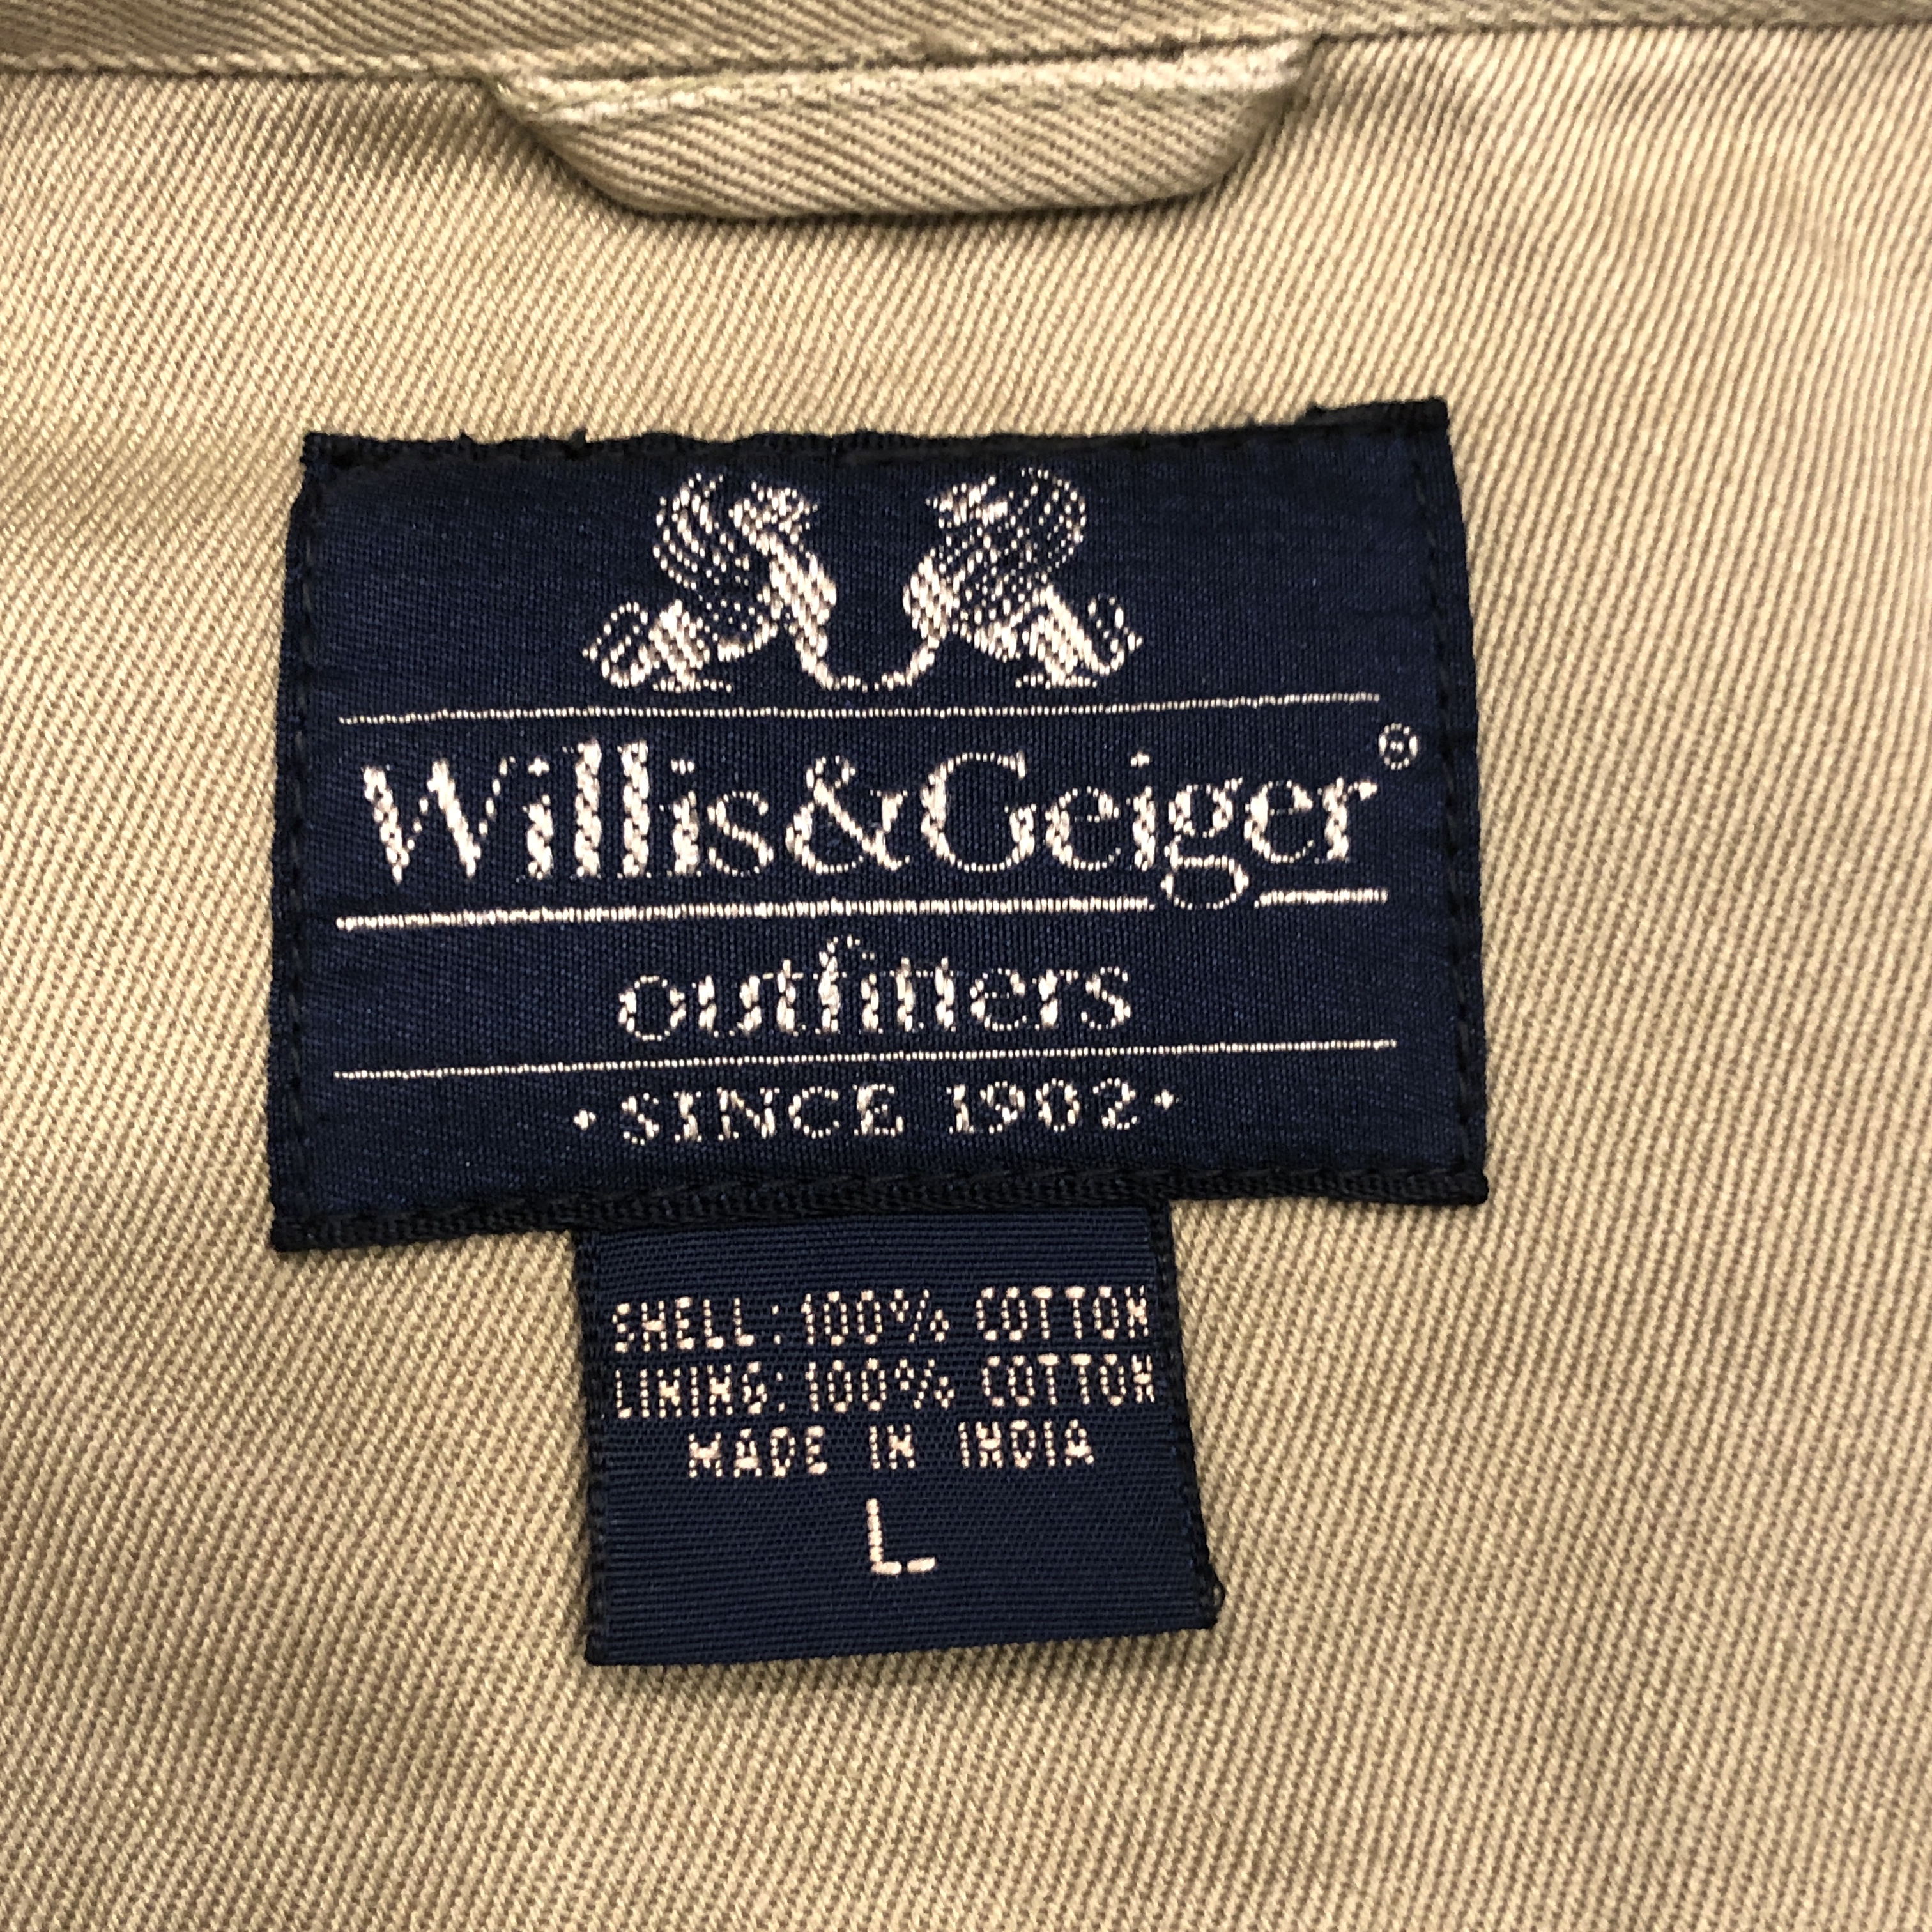 Willis&Geiger®
outfitters
·SINCE 1902·
SHELL: 100% COTTON
LINING: 100% COTTON
MADE IN INDIA
L